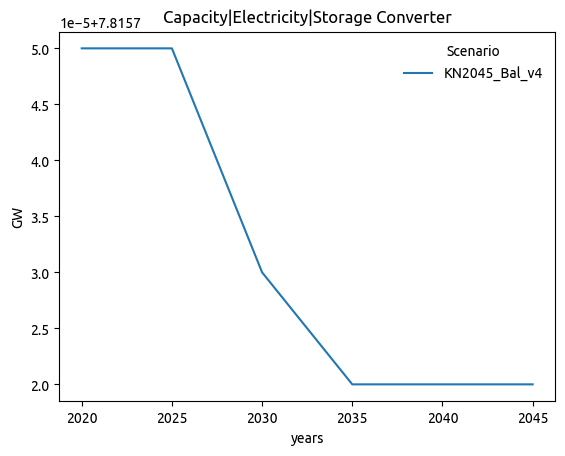 Capacity|Electricity|Storage Converter
1e−5+7.8157
5.0
4.5
4.0
3.5
3.0
2.5
2.0
GW
Scenario
KN2045_Bal_v4
2020 2025 2030 2035 2040 2045
years